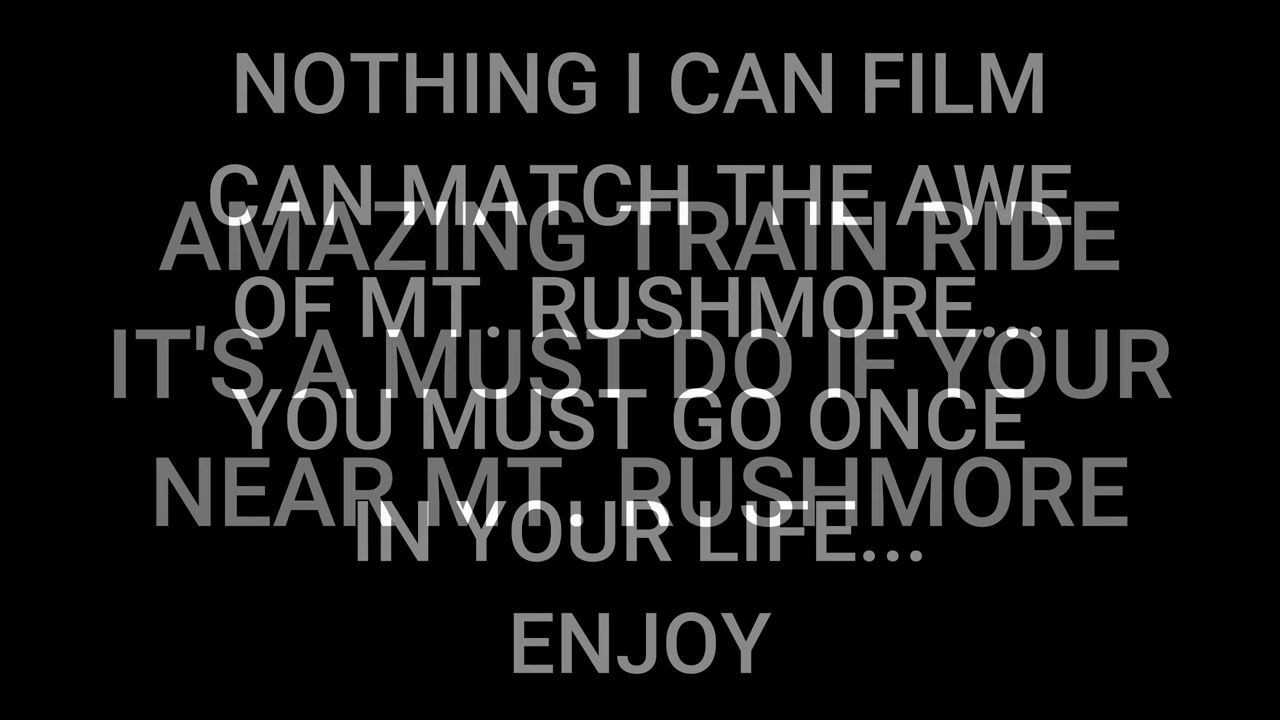 NOTHING I CAN FILM
CAN MATCH THE AWE
AMAZING TRAIN RIDE
OF MT. RUSHMORE...
IT'S A MUST DO IF YOUR
YOU MUST GO ONCE
NEAR MT. RUSHMORE
IN YOUR LIFE...
ENJOY